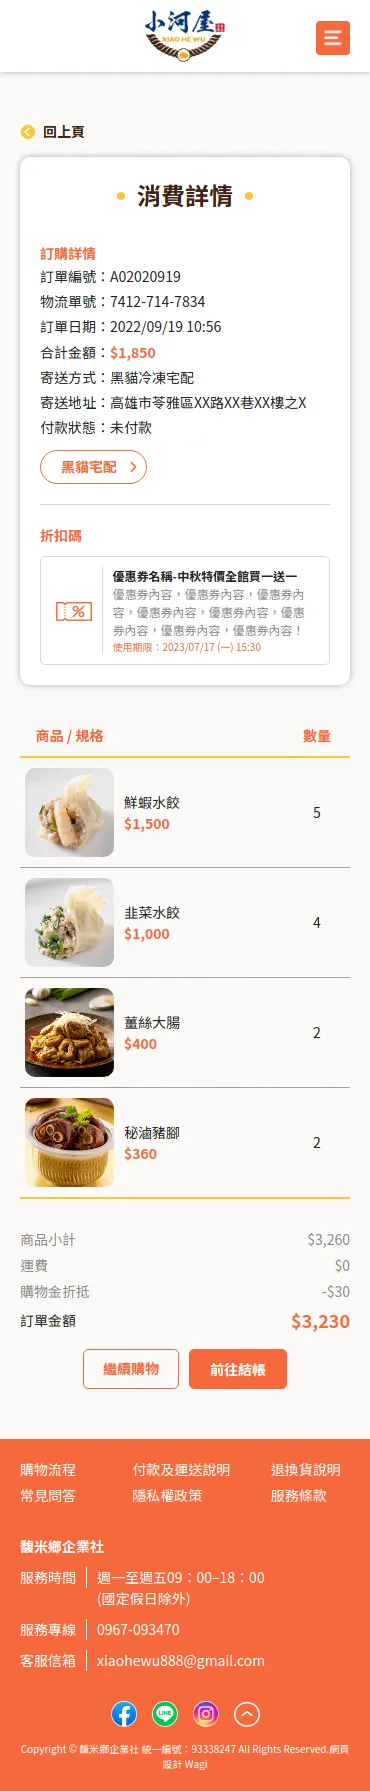 小河屋
XIAO HE WU
回上頁
消費詳情
訂購詳情
訂單編號：A02020919
物流單號：7412-714-7834
訂單日期：2022/09/19 10:56
合計金額：$1,850
寄送方式：黑貓冷凍宅配
寄送地址：高雄市苓雅區XX路XX巷XX樓之X
付款狀態：未付款
黑貓宅配
折扣碼
%
優惠券名稱-中秋特價全館買一送一
優惠券內容，優惠券內容，優惠券內
容，優惠券內容，優惠券內容，優惠
券內容，優惠券內容，優惠券內容！
使用期限：2023/07/17 (一) 15:30
商品 / 規格 數量
鮮蝦水餃
$1,500
5
韭菜水餃
$1,000
4
薑絲大腸
$400
2
秘滷豬腳
$360
2
商品小計 $3,260
運費 $0
購物金折抵 -$30
訂單金額 $3,230
繼續購物 前往結帳
購物流程 付款及運送說明 退換貨說明
常見問答 隱私權政策 服務條款
馥米鄉企業社
服務時間 週一至週五09：00–18：00
(國定假日除外)
服務專線 0967-093470
客服信箱 xiaohewu888@gmail.com
LINE
Copyright © 馥米鄉企業社 統一編號：93338247 All Rights Reserved.網頁
設計 Wagi